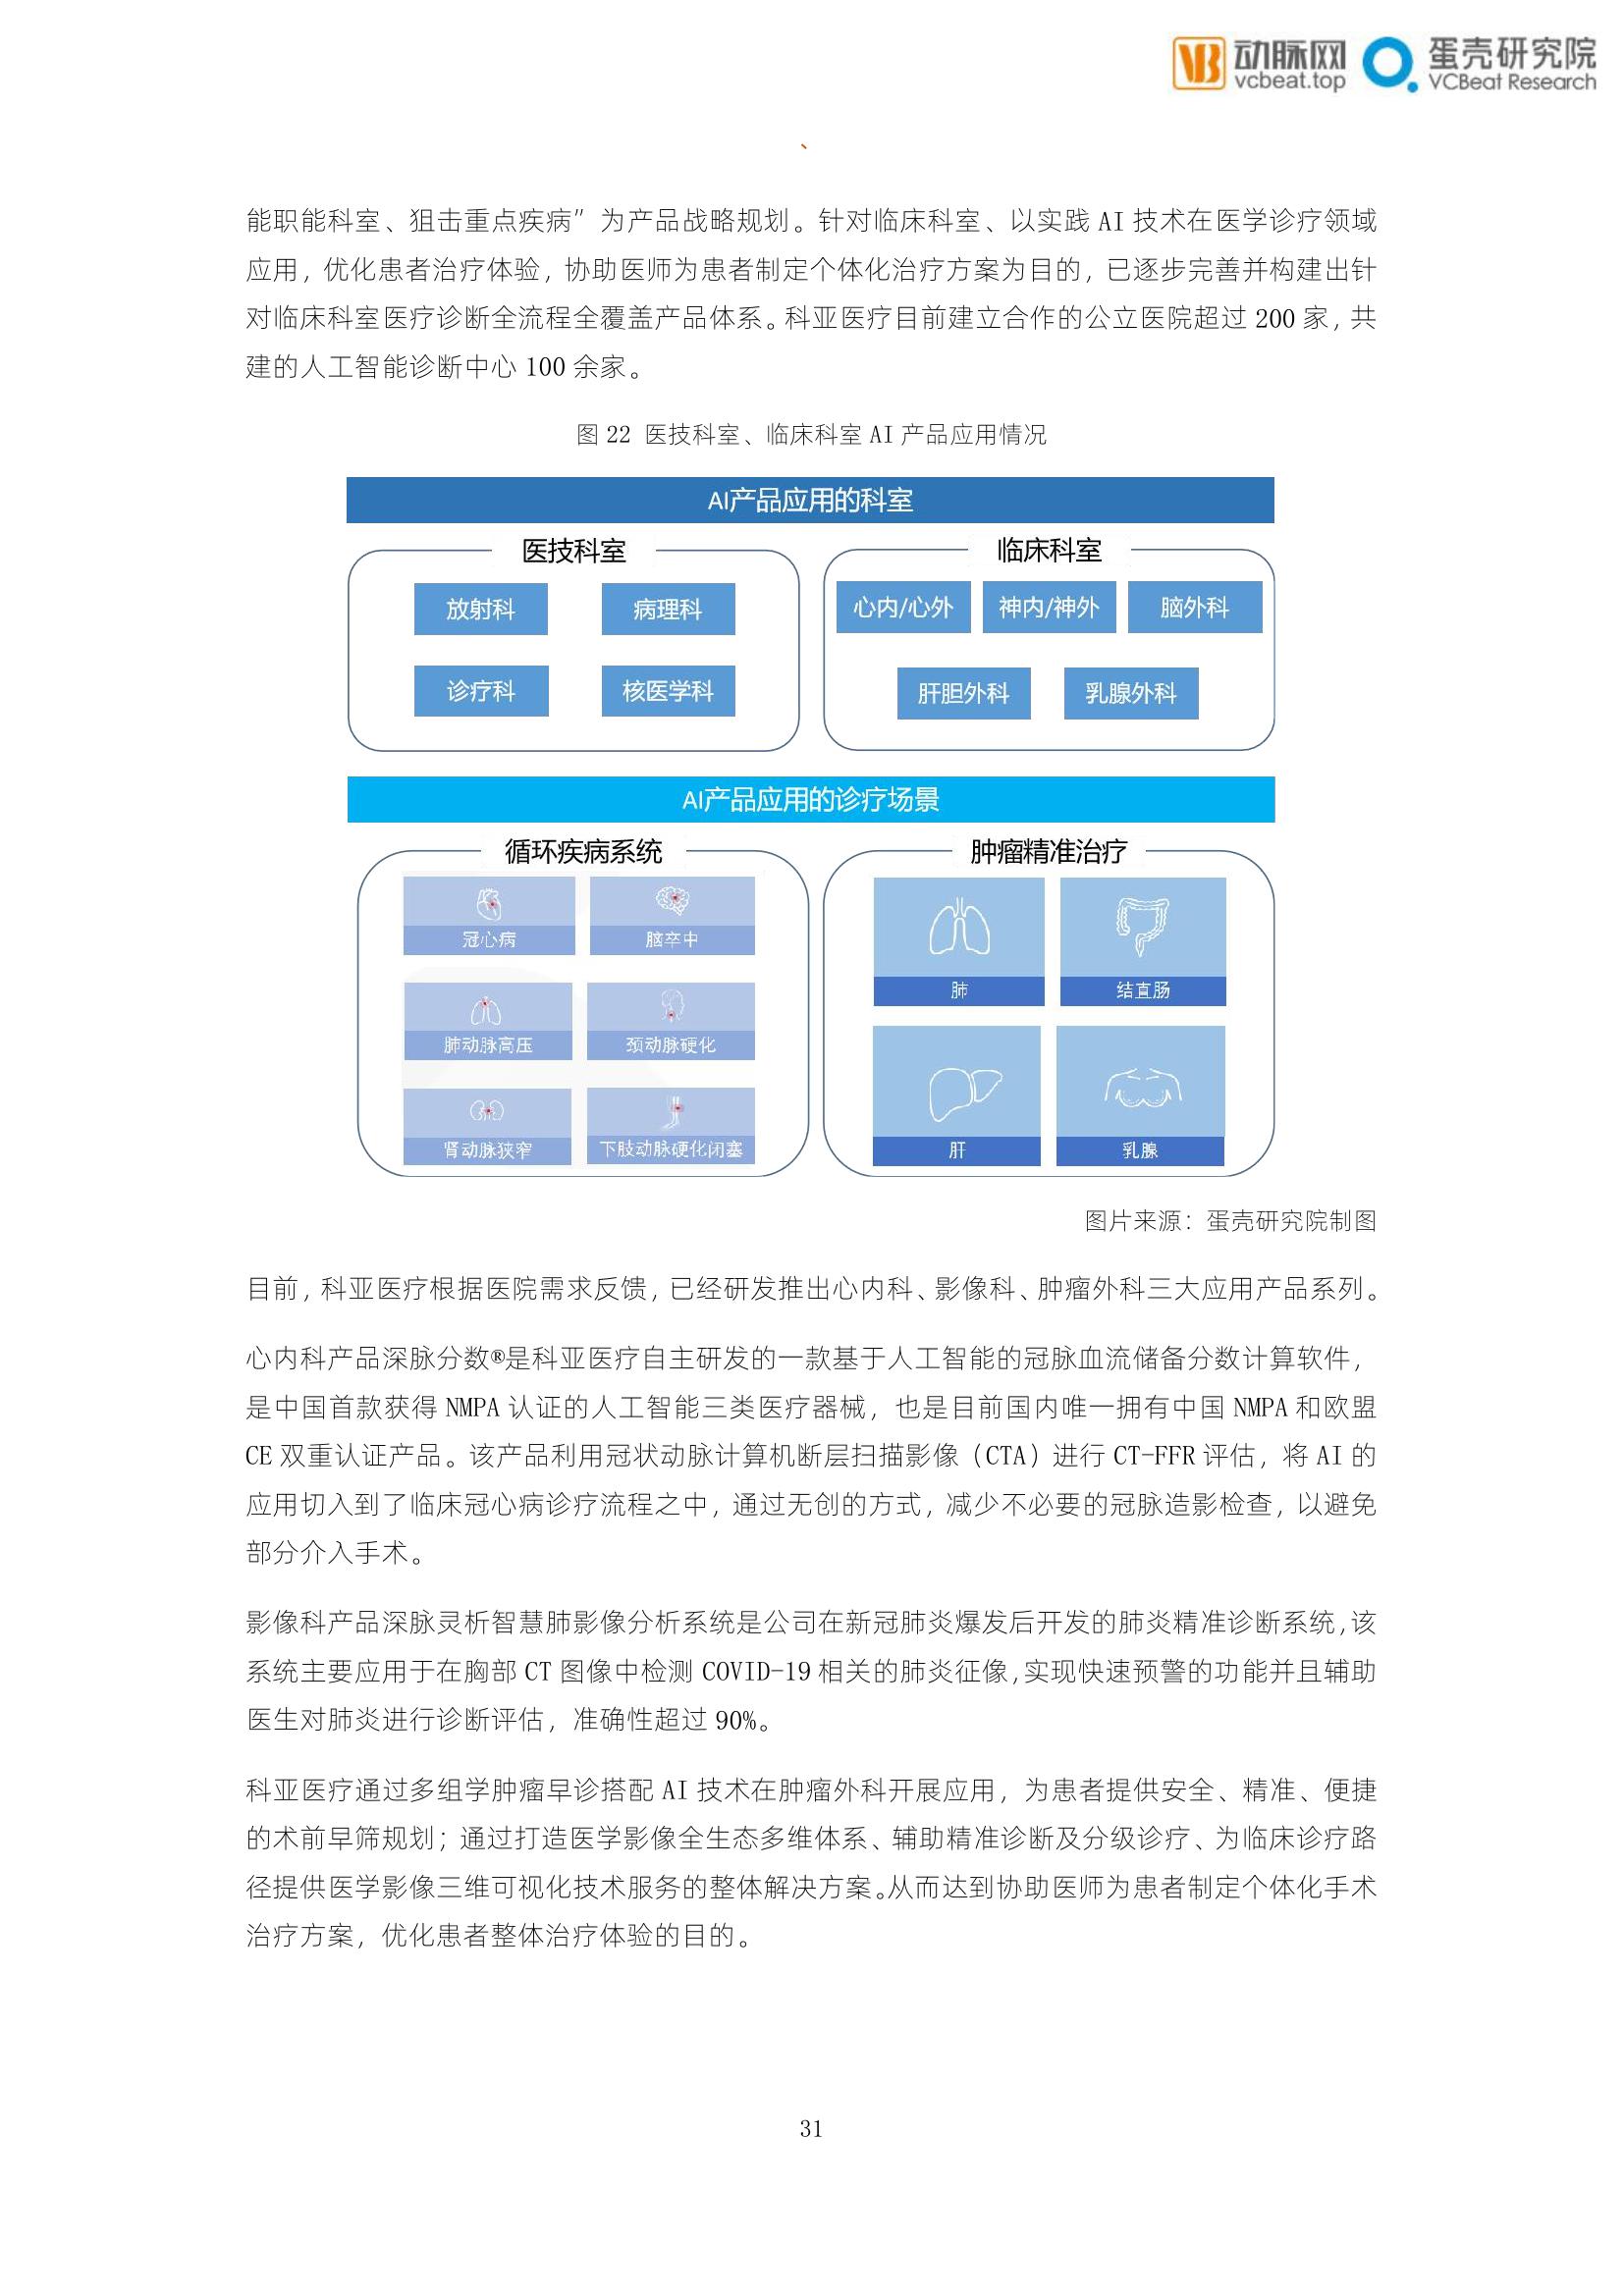 动脉网
vcbeat.top
蛋壳研究院
VCBeat Research
、
能职能科室、狙击重点疾病”为产品战略规划。针对临床科室、以实践 AI 技术在医学诊疗领域
应用，优化患者治疗体验，协助医师为患者制定个体化治疗方案为目的，已逐步完善并构建出针
对临床科室医疗诊断全流程全覆盖产品体系。科亚医疗目前建立合作的公立医院超过 200 家，共
建的人工智能诊断中心 100 余家。
图 22 医技科室、临床科室 AI 产品应用情况
AI产品应用的科室
医技科室
临床科室
放射科
病理科
心内/心外
神内/神外
脑外科
诊疗科
核医学科
肝胆外科
乳腺外科
AI产品应用的诊疗场景
循环疾病系统
肿瘤精准治疗
冠心病
脑卒中
肺
结直肠
肺动脉高压
颈动脉硬化
肾动脉狭窄
下肢动脉硬化闭塞
肝
乳腺
图片来源：蛋壳研究院制图
目前，科亚医疗根据医院需求反馈，已经研发推出心内科、影像科、肿瘤外科三大应用产品系列。
心内科产品深脉分数®是科亚医疗自主研发的一款基于人工智能的冠脉血流储备分数计算软件，
是中国首款获得 NMPA 认证的人工智能三类医疗器械，也是目前国内唯一拥有中国 NMPA 和欧盟
CE 双重认证产品。该产品利用冠状动脉计算机断层扫描影像（CTA）进行 CT-FFR 评估，将 AI 的
应用切入到了临床冠心病诊疗流程之中，通过无创的方式，减少不必要的冠脉造影检查，以避免
部分介入手术。
影像科产品深脉灵析智慧肺影像分析系统是公司在新冠肺炎爆发后开发的肺炎精准诊断系统，该
系统主要应用于在胸部 CT 图像中检测 COVID-19 相关的肺炎征像，实现快速预警的功能并且辅助
医生对肺炎进行诊断评估，准确性超过 90%。
科亚医疗通过多组学肿瘤早诊搭配 AI 技术在肿瘤外科开展应用，为患者提供安全、精准、便捷
的术前早筛规划；通过打造医学影像全生态多维体系、辅助精准诊断及分级诊疗、为临床诊疗路
径提供医学影像三维可视化技术服务的整体解决方案。从而达到协助医师为患者制定个体化手术
治疗方案，优化患者整体治疗体验的目的。
31